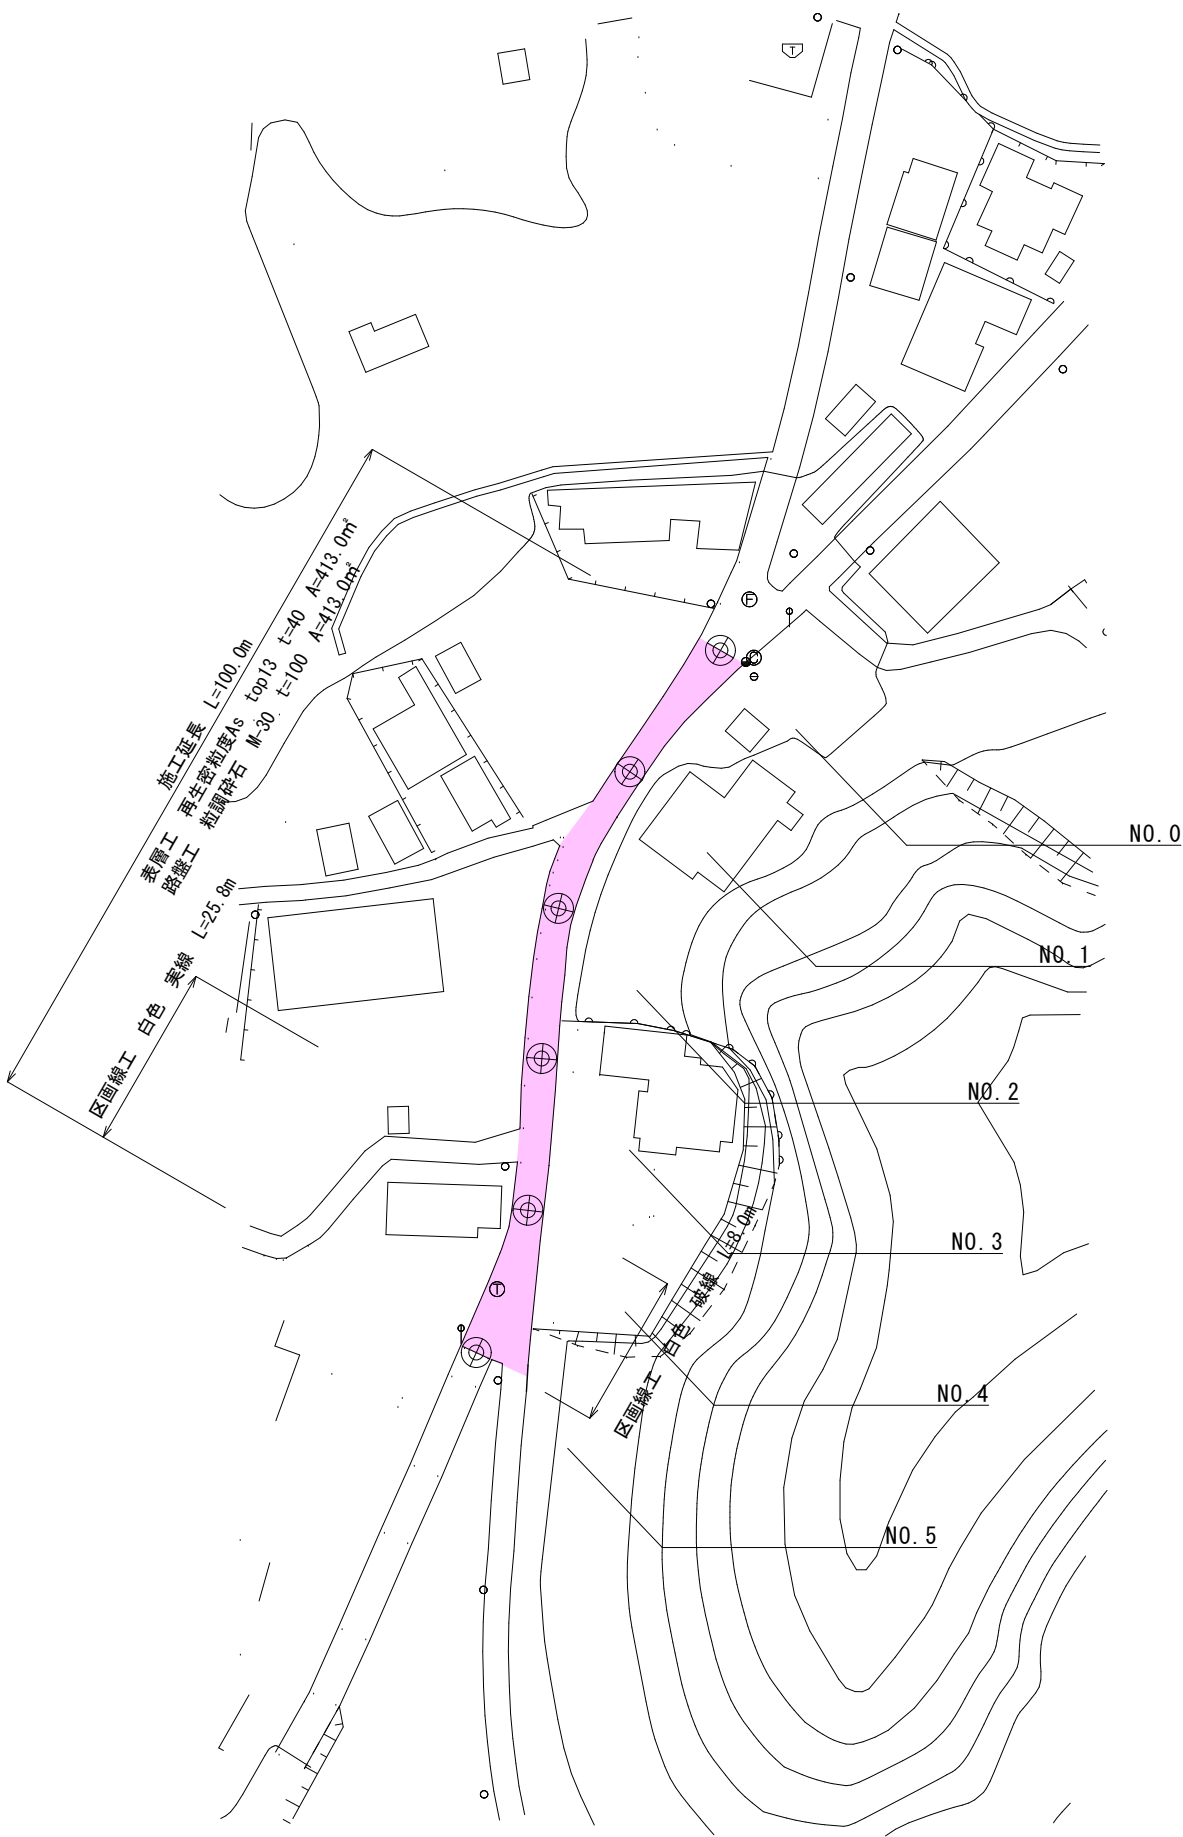 T
施工延長 L=100.0m
表層工 再生密粒度As top13 t=40 A=413.0㎡
路盤工 粒調砕石 M-30 t=100 A=413.0㎡
区画線工 白色 実線 L=25.8m
F
NO.0
NO.1
NO.2
NO.3
区画線工 白色 破線 L=8.0m
T
NO.4
NO.5